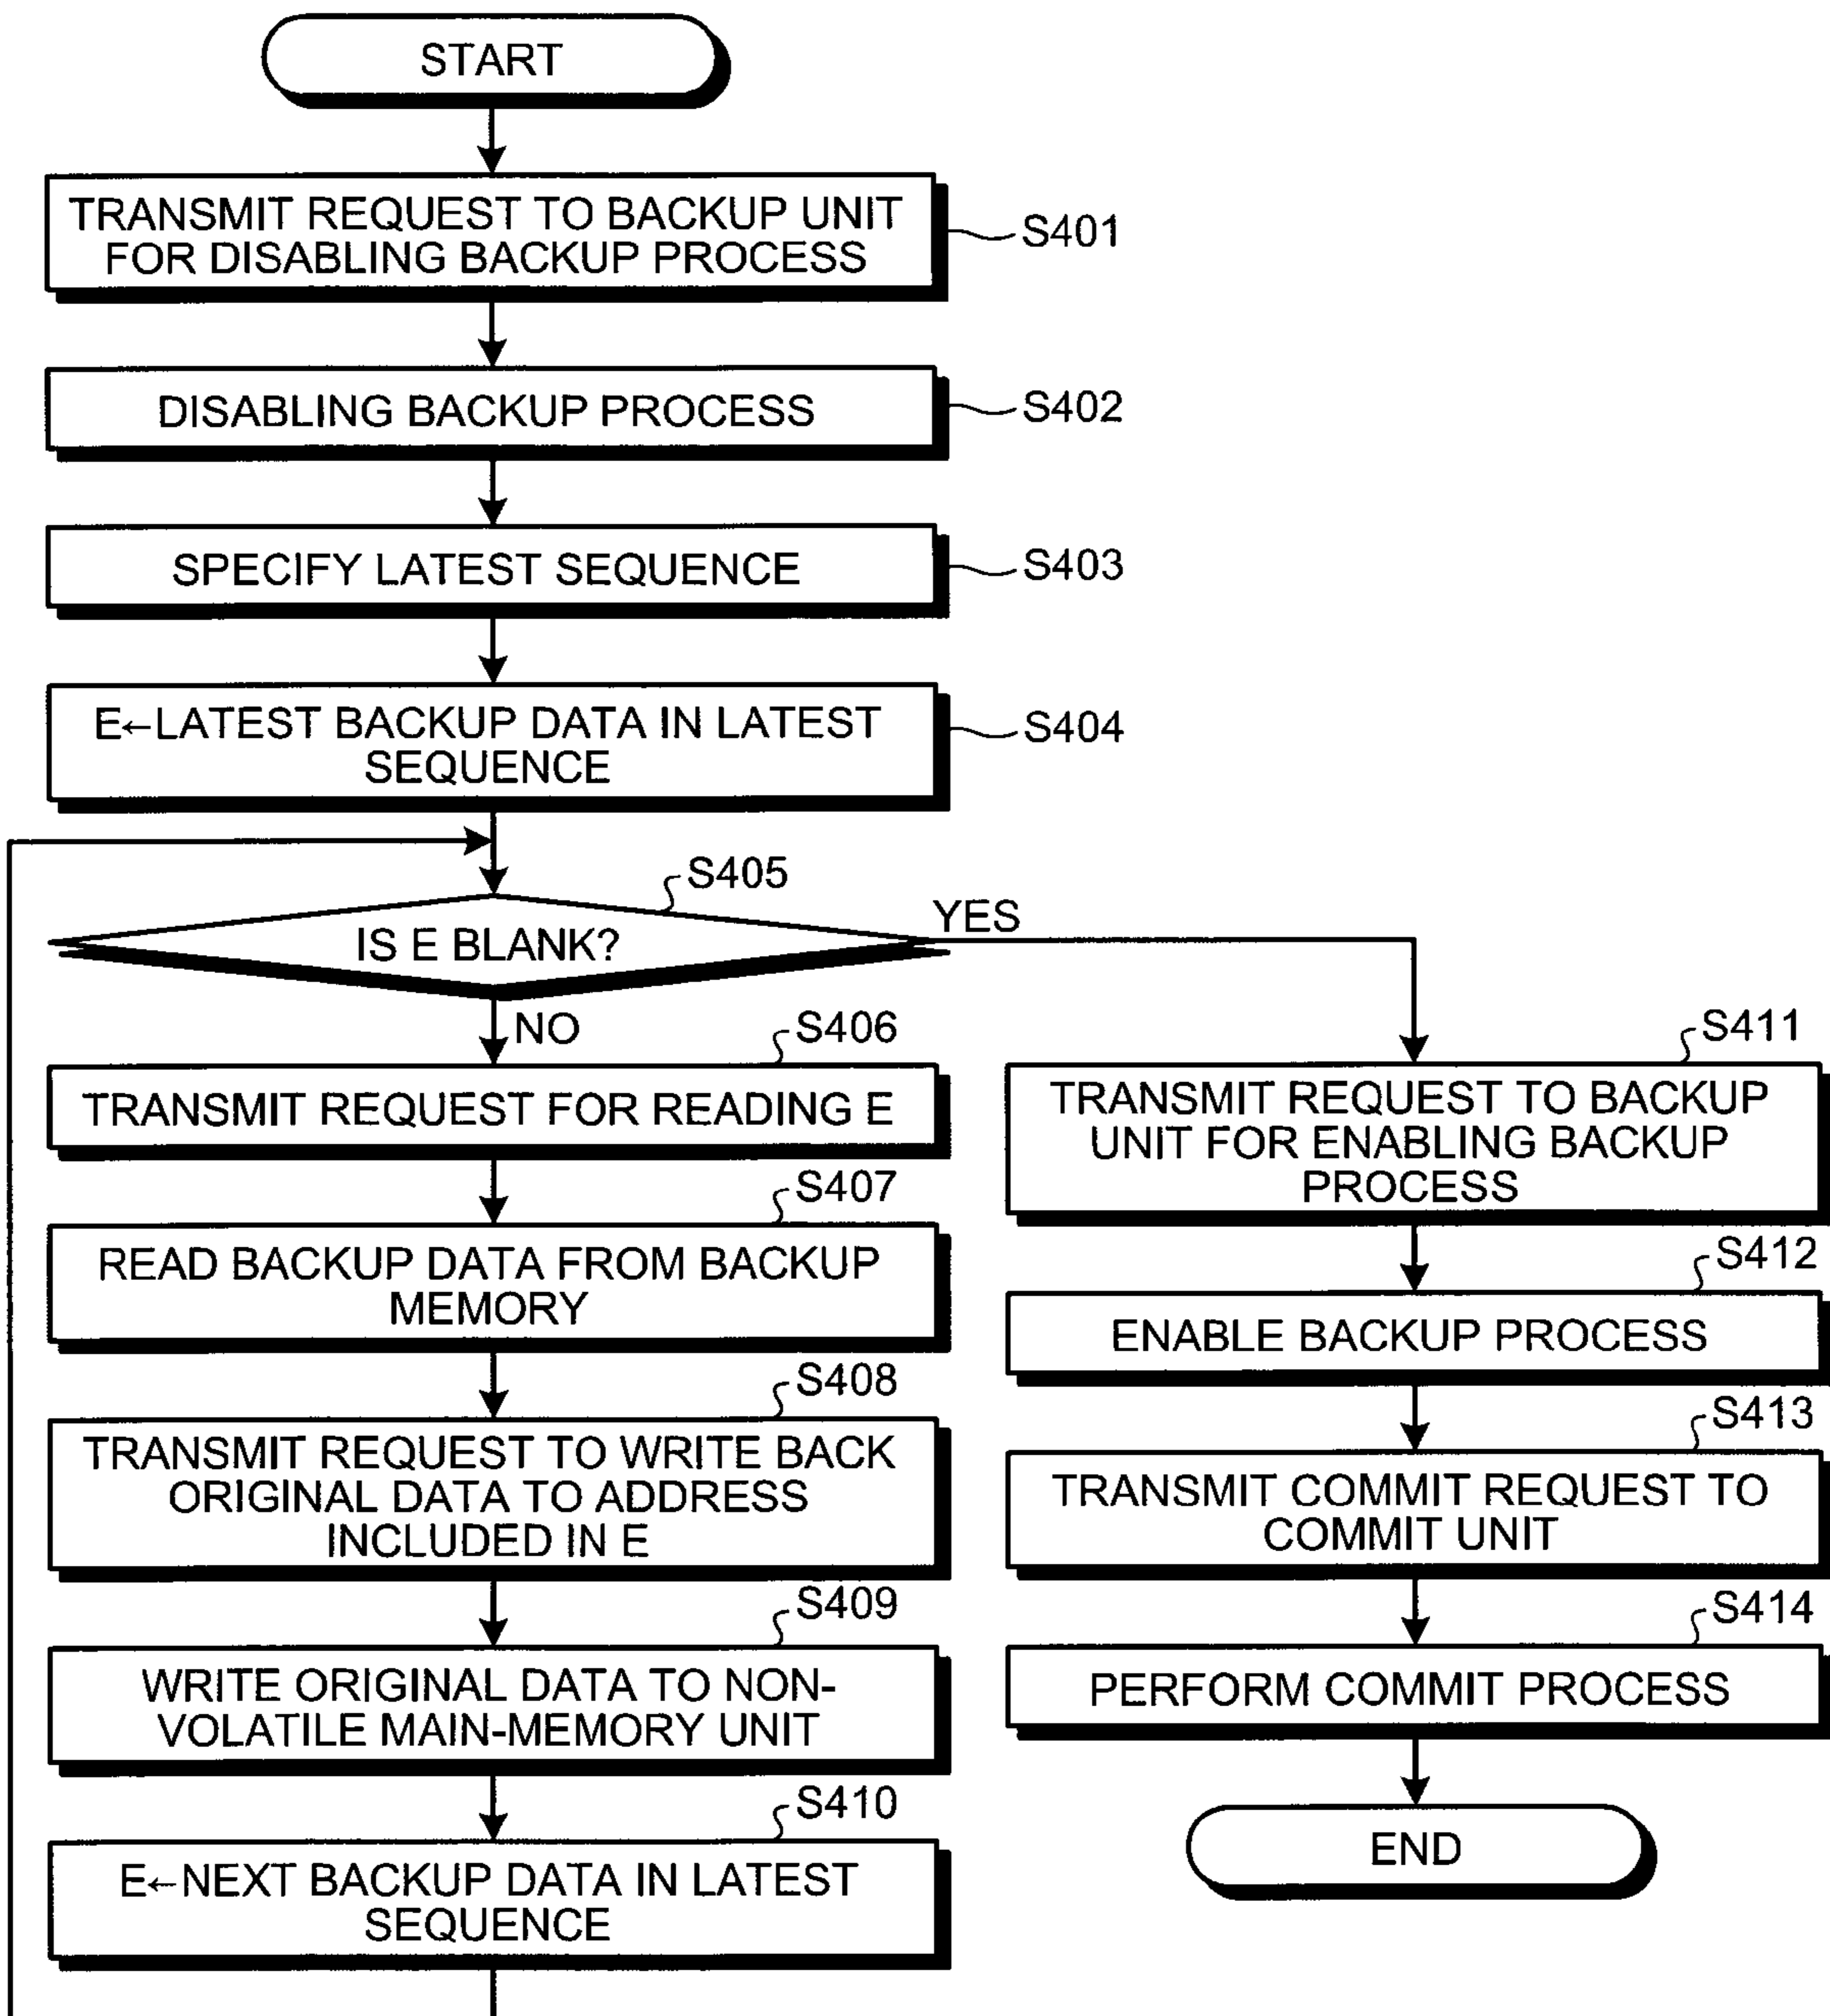 START
TRANSMIT REQUEST TO BACKUP UNIT
FOR DISABLING BACKUP PROCESS
S401
DISABLING BACKUP PROCESS
S402
SPECIFY LATEST SEQUENCE
S403
E←LATEST BACKUP DATA IN LATEST
SEQUENCE
S404
S405
IS E BLANK?
YES
NO
S406
TRANSMIT REQUEST FOR READING E
S407
READ BACKUP DATA FROM BACKUP
MEMORY
S408
TRANSMIT REQUEST TO WRITE BACK
ORIGINAL DATA TO ADDRESS
INCLUDED IN E
S409
WRITE ORIGINAL DATA TO NON-
VOLATILE MAIN-MEMORY UNIT
S410
E←NEXT BACKUP DATA IN LATEST
SEQUENCE
S411
TRANSMIT REQUEST TO BACKUP
UNIT FOR ENABLING BACKUP
PROCESS
S412
ENABLE BACKUP PROCESS
S413
TRANSMIT COMMIT REQUEST TO
COMMIT UNIT
S414
PERFORM COMMIT PROCESS
END